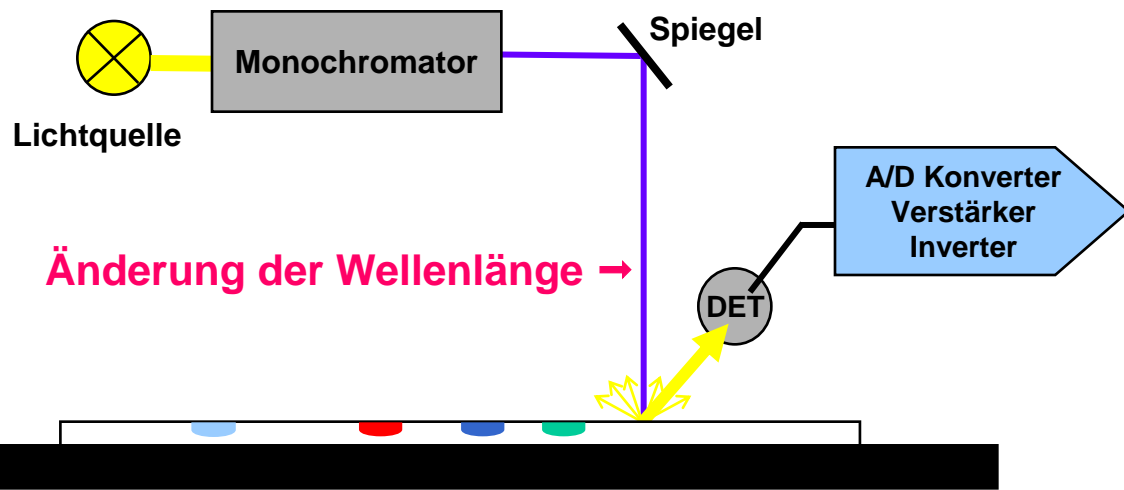 Spiegel
Monochromator
Lichtquelle
A/D Konverter
Verstärker
Inverter
Änderung der Wellenlänge →
DET